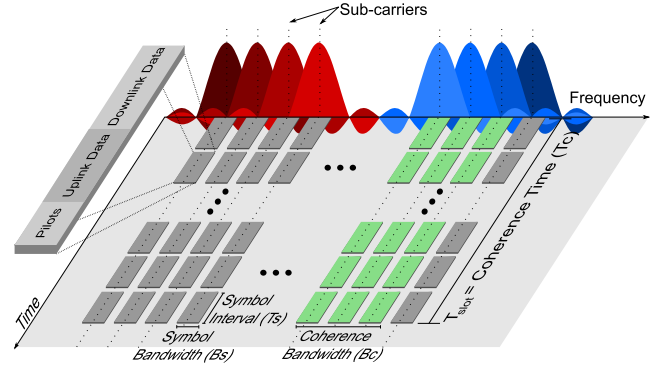 Sub-carriers
Frequency
Downlink Data
Uplink Data
Pilots
Time
Tslot = Coherence Time (Tc)
Symbol
Interval (Ts)
Symbol
Bandwidth (Bs)
Coherence
Bandwidth (Bc)